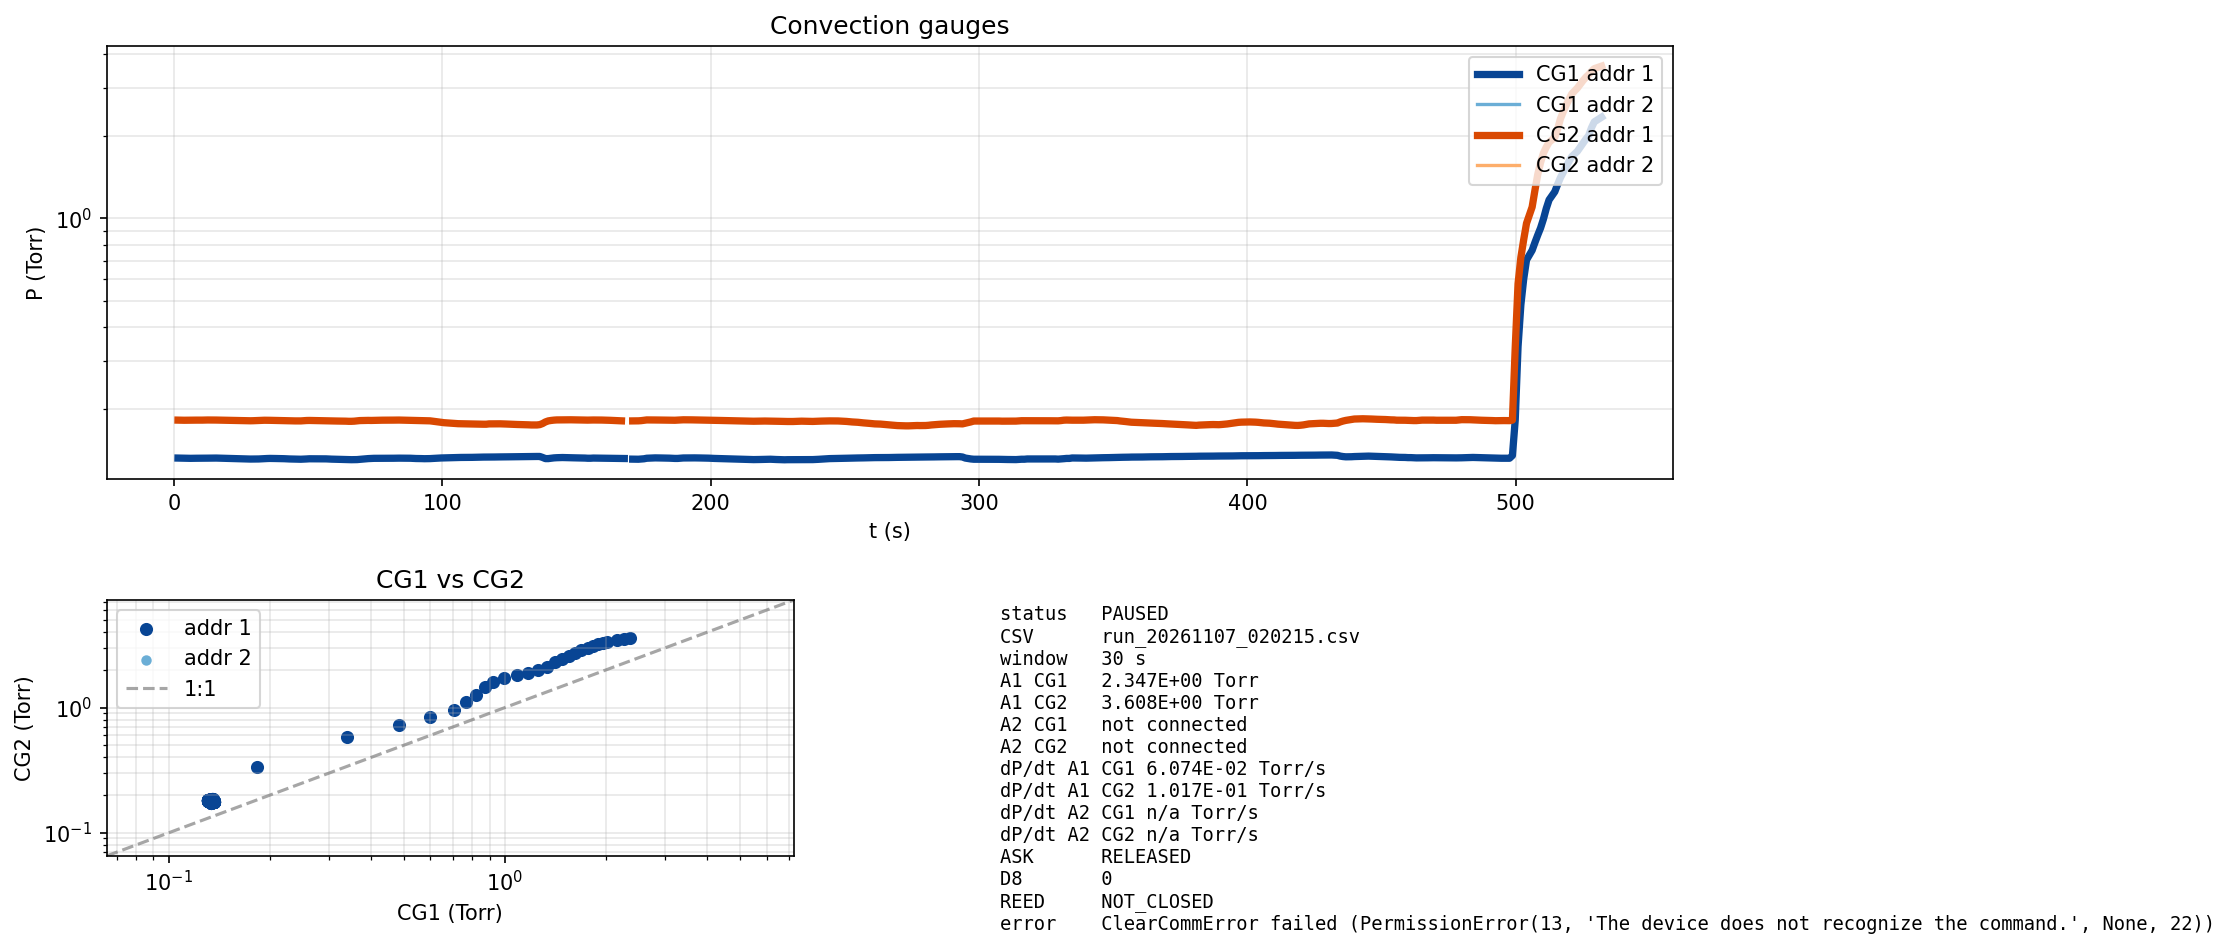 Convection gauges
CG1 addr 1
CG1 addr 2
CG2 addr 1
CG2 addr 2
10⁰
P (Torr)
0 100 200 300 400 500
t (s)
CG1 vs CG2
addr 1
addr 2
1:1
10⁰
10⁻¹
CG2 (Torr)
10⁻¹ 10⁰
CG1 (Torr)
status PAUSED
CSV run_20261107_020215.csv
window 30 s
A1 CG1 2.347E+00 Torr
A1 CG2 3.608E+00 Torr
A2 CG1 not connected
A2 CG2 not connected
dP/dt A1 CG1 6.074E-02 Torr/s
dP/dt A1 CG2 1.017E-01 Torr/s
dP/dt A2 CG1 n/a Torr/s
dP/dt A2 CG2 n/a Torr/s
ASK RELEASED
D8 0
REED NOT_CLOSED
error ClearCommError failed (PermissionError(13, 'The device does not recognize the command.', None, 22))